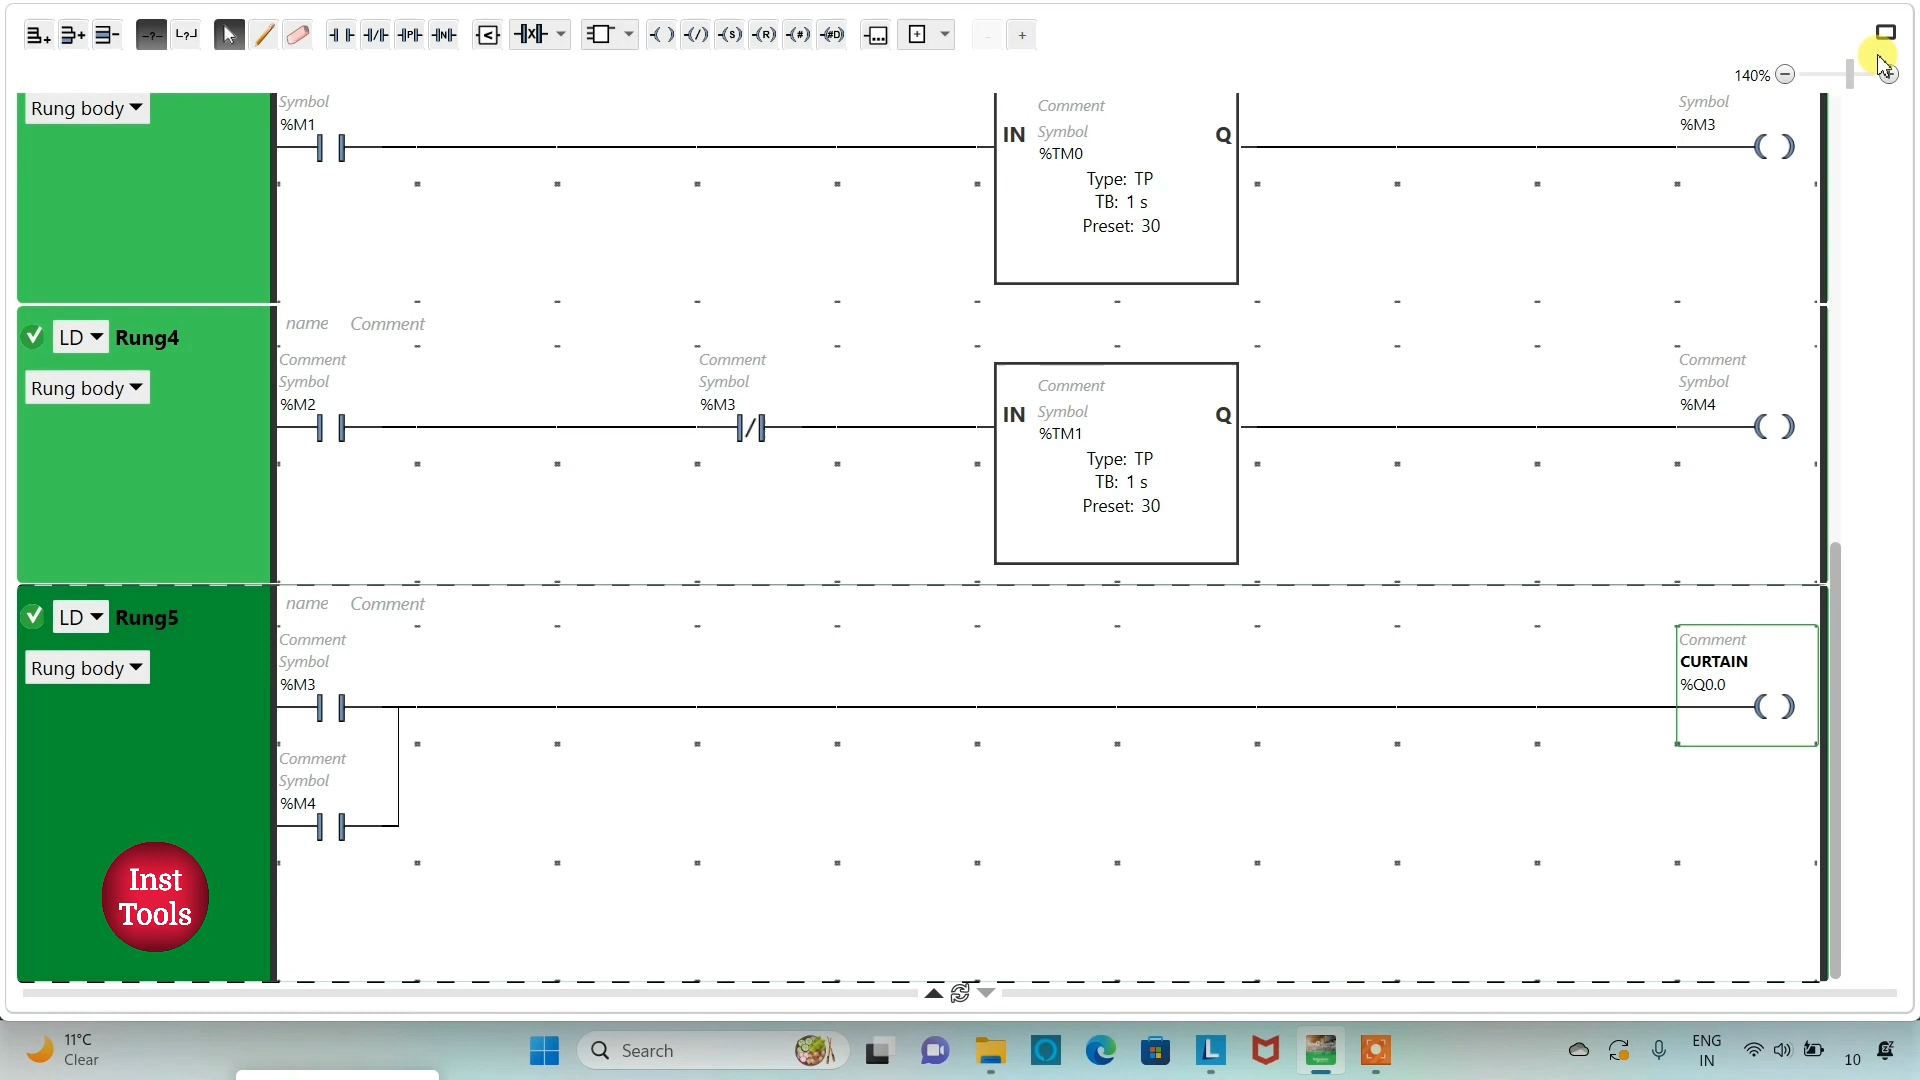 140%
Rung body
Symbol
%M1
Comment
IN Symbol Q
%TM0
Type: TP
TB: 1 s
Preset: 30
Symbol
%M3
LD Rung4
Rung body
name Comment
Comment
Symbol
%M2
Comment
Symbol
%M3
Comment
IN Symbol Q
%TM1
Type: TP
TB: 1 s
Preset: 30
Comment
Symbol
%M4
LD Rung5
Rung body
name Comment
Comment
Symbol
%M3
Comment
CURTAIN
%Q0.0
Comment
Symbol
%M4
Inst
Tools
11°C
Clear
Search
ENG
IN
10